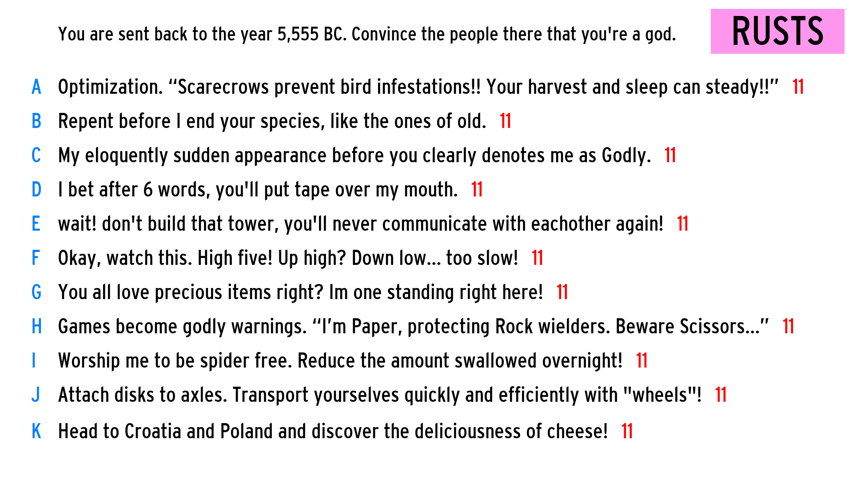 You are sent back to the year 5,555 BC. Convince the people there that you're a god.
RUSTS
A Optimization. “Scarecrows prevent bird infestations!! Your harvest and sleep can steady!!” 11
B Repent before I end your species, like the ones of old. 11
C My eloquently sudden appearance before you clearly denotes me as Godly. 11
D I bet after 6 words, you'll put tape over my mouth. 11
E wait! don't build that tower, you'll never communicate with eachother again! 11
F Okay, watch this. High five! Up high? Down low... too slow! 11
G You all love precious items right? Im one standing right here! 11
H Games become godly warnings. “I’m Paper, protecting Rock wielders. Beware Scissors...” 11
I Worship me to be spider free. Reduce the amount swallowed overnight! 11
J Attach disks to axles. Transport yourselves quickly and efficiently with "wheels"! 11
K Head to Croatia and Poland and discover the deliciousness of cheese! 11